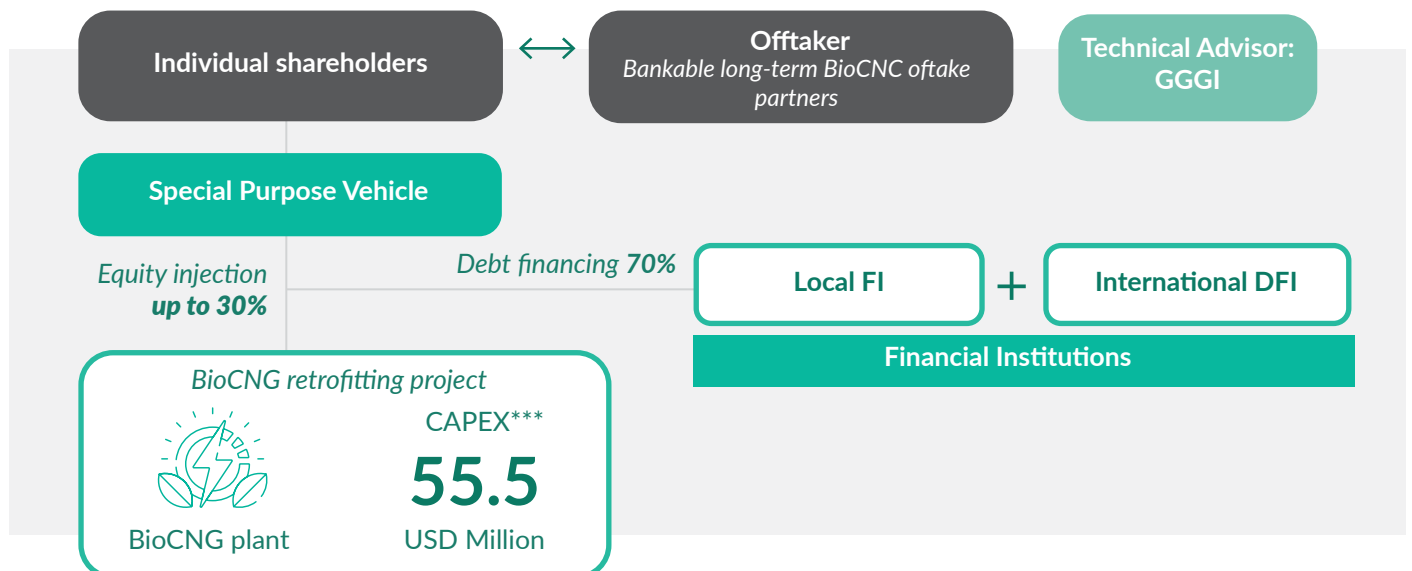 Individual shareholders
Offtaker
Bankable long-term BioCNC oftake
partners
Technical Advisor:
GGGI
Special Purpose Vehicle
Equity injection
up to 30%
Debt financing 70%
Local FI
+
International DFI
Financial Institutions
BioCNG retrofitting project
CAPEX***
55.5
BioCNG plant
USD Million